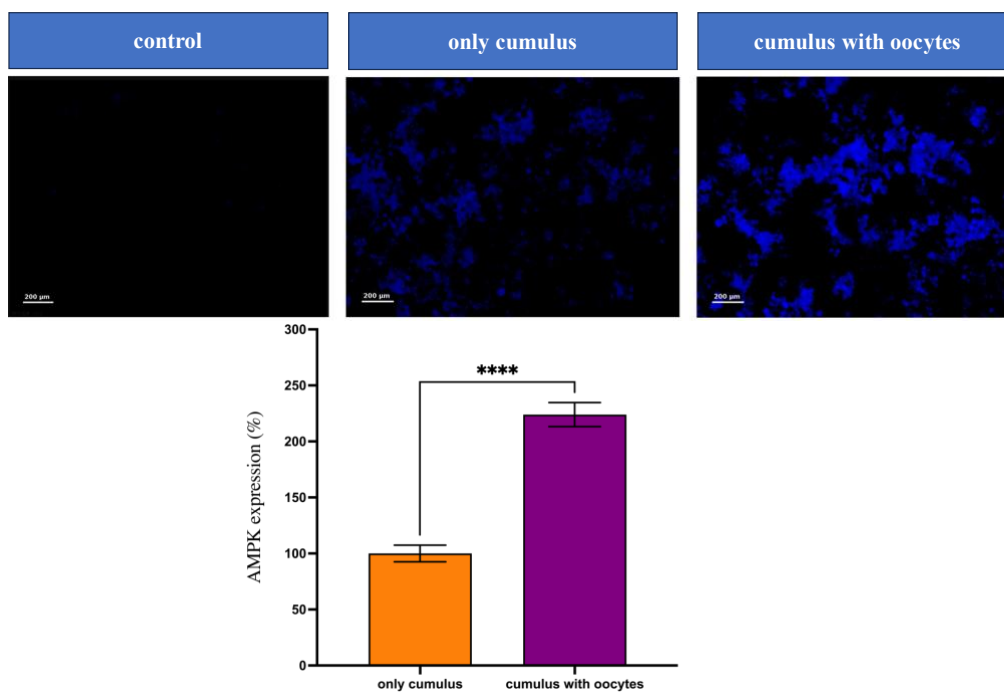 control
only cumulus
cumulus with oocytes
200 µm
200 µm
200 µm
300
250
200
150
100
50
0
AMPK expression (%)
****
only cumulus
cumulus with oocytes